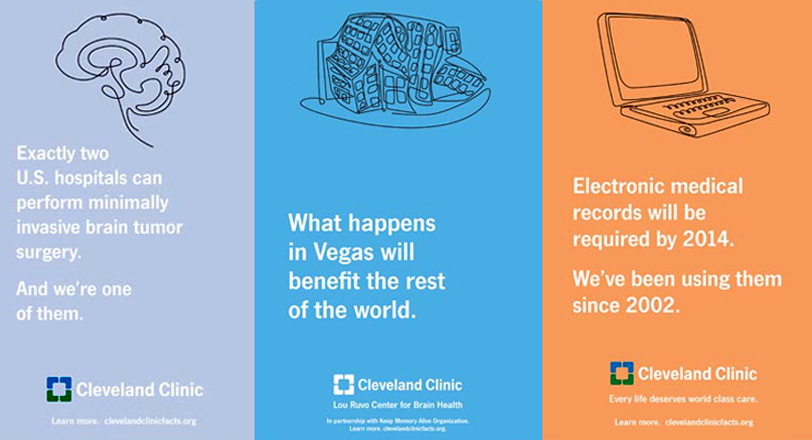 Exactly two
U.S. hospitals can
perform minimally
invasive brain tumor
surgery.
And we're one
of them.
Cleveland Clinic
Learn more. clevelandclinicfacts.org
What happens
in Vegas will
benefit the rest
of the world.
Cleveland Clinic
Lou Ruvo Center for Brain Health
In partnership with Keep Memory Alive Organization.
Learn more. clevelandclinicfacts.org.
Electronic medical
records will be
required by 2014.
We've been using them
since 2002.
Cleveland Clinic
Every life deserves world class care.
Learn more. clevelandclinicfacts.org